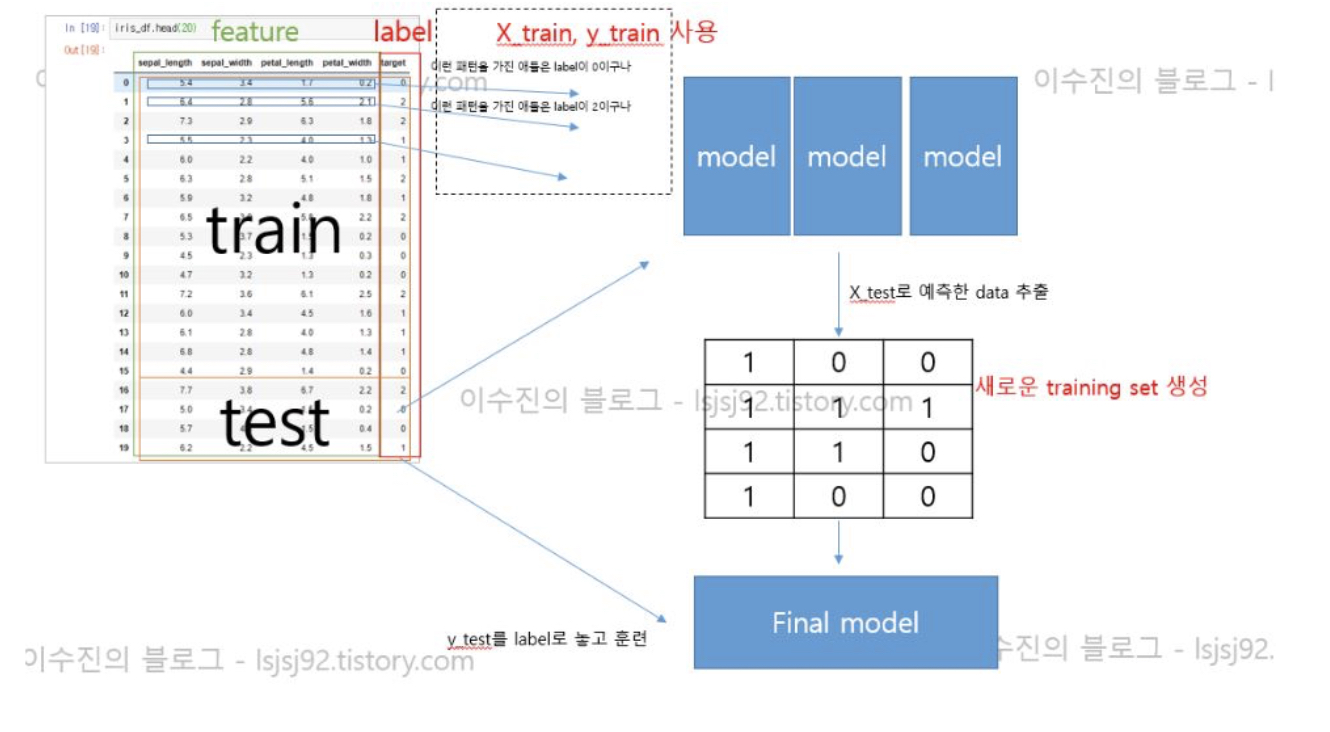 In [19]: iris_df.head(20)
feature
label
X_train, y_train 사용
Out[19]:
sepal_length sepal_width petal_length petal_width target
0 5.4 3.4 1.7 0.2 0
1 6.4 2.8 5.6 2.1 2
2 7.3 2.9 6.3 1.8 2
3 5.5 2.3 4.0 1.3 1
4 6.0 2.2 4.0 1.0 1
5 6.3 2.8 5.1 1.5 2
6 5.9 3.2 4.8 1.8 1
7 6.5 2.2 2
8 5.3 3.7 1.5 0.2 0
9 4.5 2.3 1.3 0.3 0
10 4.7 3.2 1.3 0.2 0
11 7.2 3.6 6.1 2.5 2
12 6.0 3.4 4.5 1.6 1
13 6.1 2.8 4.0 1.3 1
14 6.8 2.8 4.8 1.4 1
15 4.4 2.9 1.4 0.2 0
16 7.7 3.8 6.7 2.2 2
17 5.0 3.4 0.2 0
18 5.7 0.4 0
19 6.2 2.2 4.5 1.5 1
train
test
이런 패턴을 가진 애들은 label이 0이구나
이런 패턴을 가진 애들은 label이 2이구나
y.com
이수진의 블로그 - l
model model model
X_test로 예측한 data 추출
1 0 0
1 1 1
1 1 0
1 0 0
새로운 training set 생성
이수진의 블로그 - lsjsj92.tistory.com
Final model
y_test를 label로 놓고 훈련
이수진의 블로그 - lsjsj92.tistory.com
수진의 블로그 - lsjsj92.